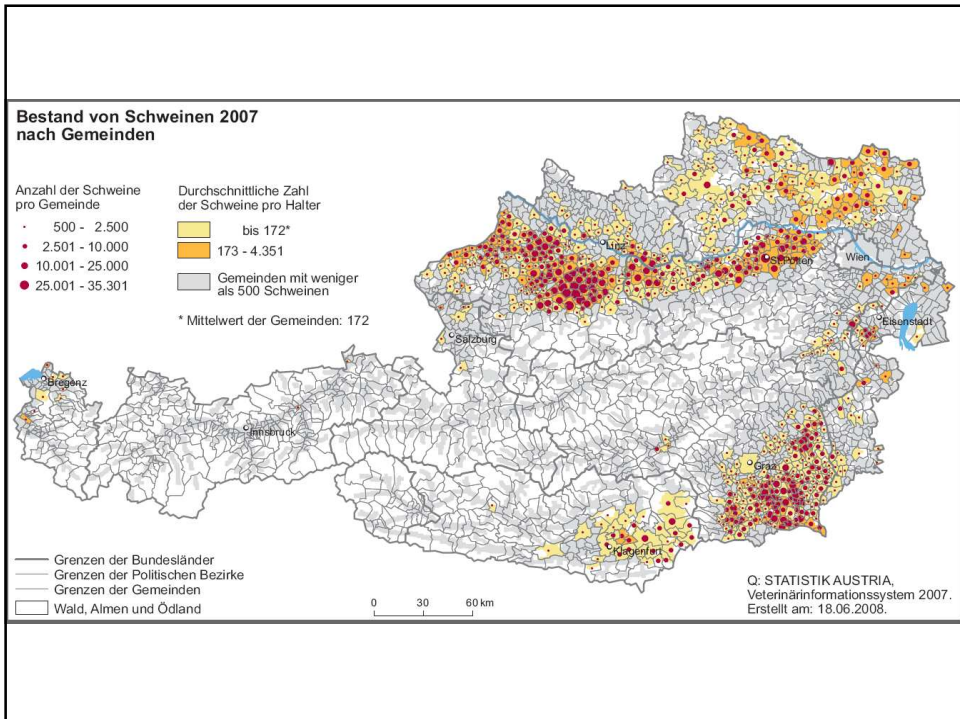 Bestand von Schweinen 2007
nach Gemeinden
Anzahl der Schweine
pro Gemeinde
500 - 2.500
2.501 - 10.000
10.001 - 25.000
25.001 - 35.301
Durchschnittliche Zahl
der Schweine pro Halter
bis 172*
173 - 4.351
Gemeinden mit weniger
als 500 Schweinen
* Mittelwert der Gemeinden: 172
Linz
St.Pölten
Wien
Eisenstadt
Salzburg
Bregenz
Innsbruck
Graz
Klagenfurt
Grenzen der Bundesländer
Grenzen der Politischen Bezirke
Grenzen der Gemeinden
Wald, Almen und Ödland
0 30 60 km
Q: STATISTIK AUSTRIA,
Veterinärinformationssystem 2007.
Erstellt am: 18.06.2008.